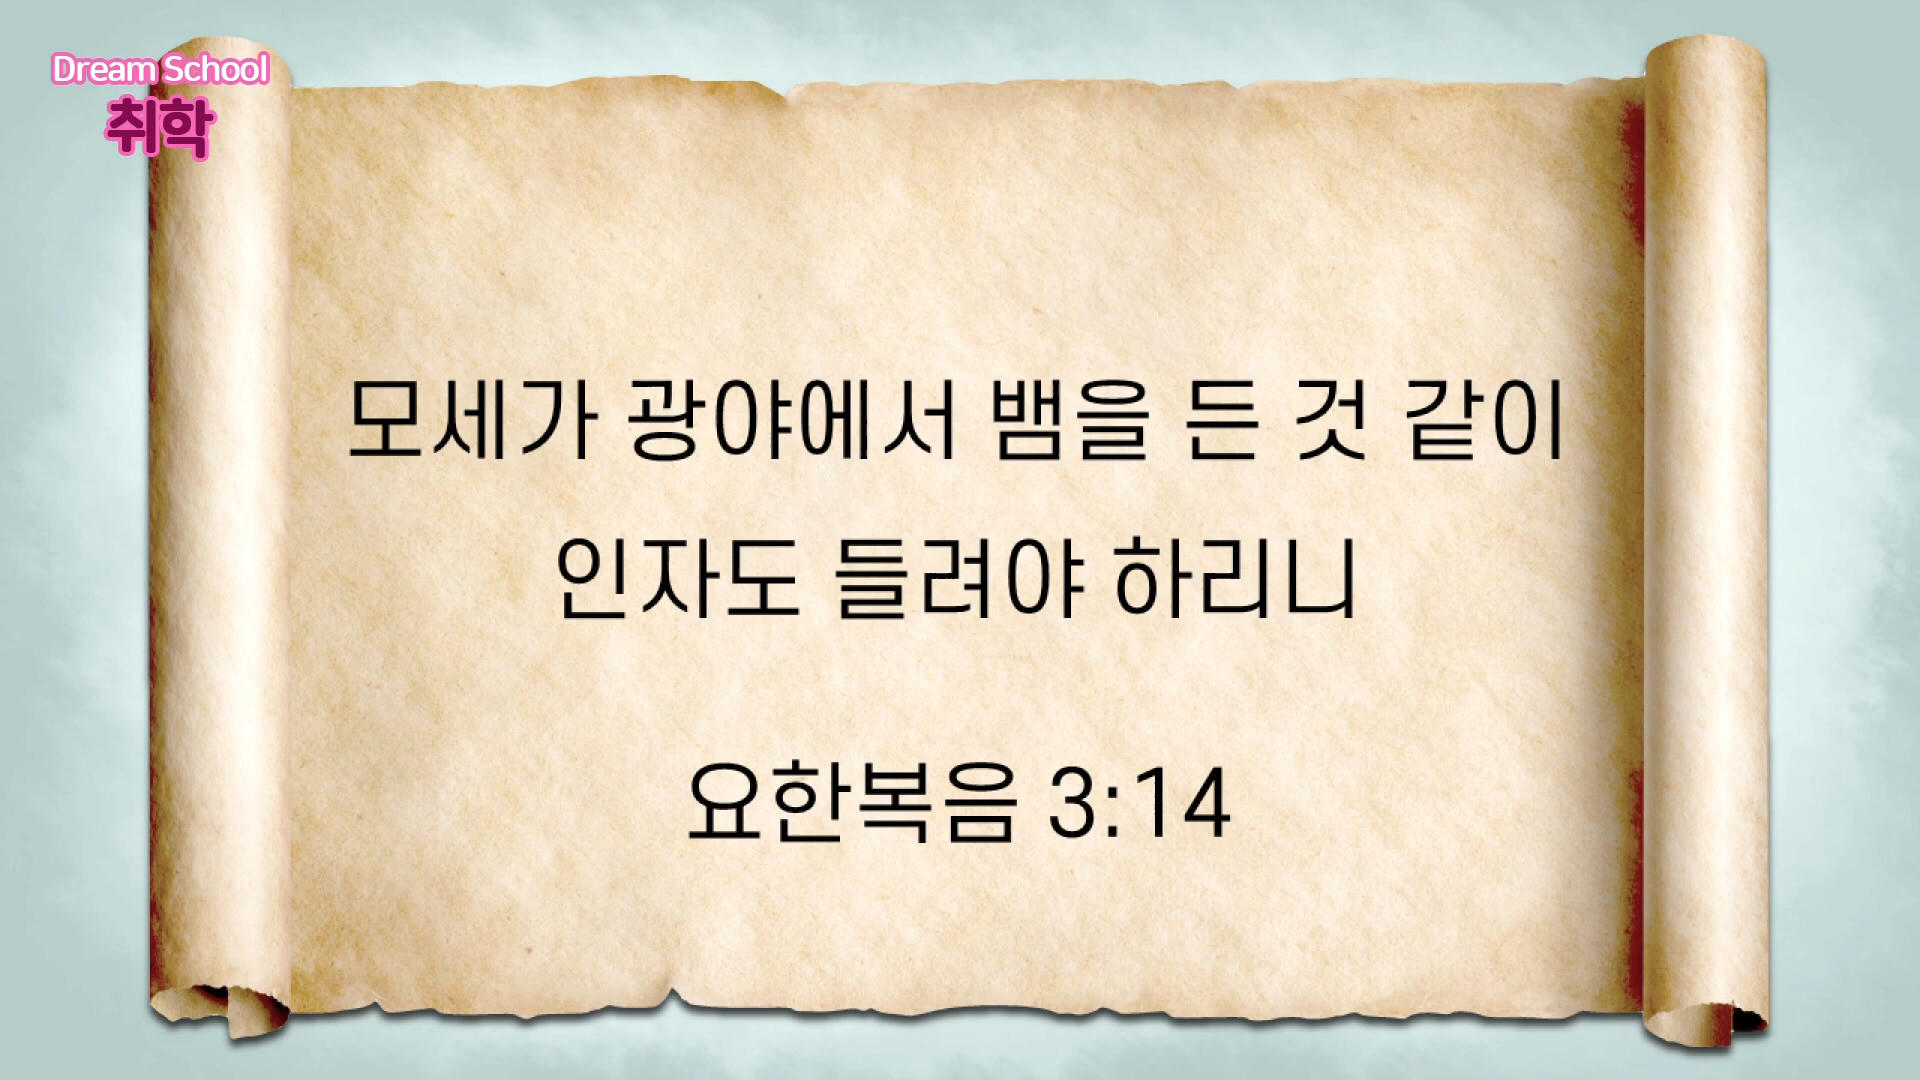 Dream School
취학
모세가 광야에서 뱀을 든 것 같이
인자도 들려야 하리니
요한복음 3:14